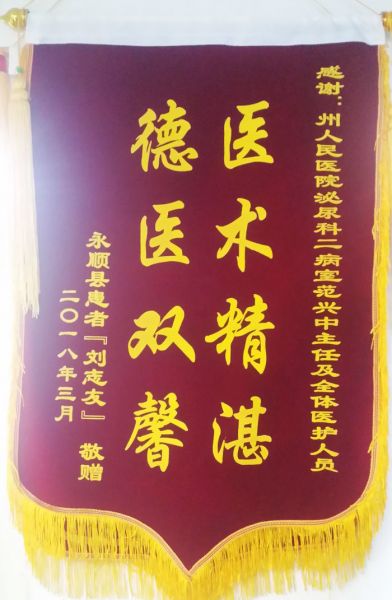 感谢：州人民医院泌尿科二病室范兴中主任及全体医护人员
医术精湛
德医双馨
永顺县患者『刘志友』 敬赠
二〇一八年三月